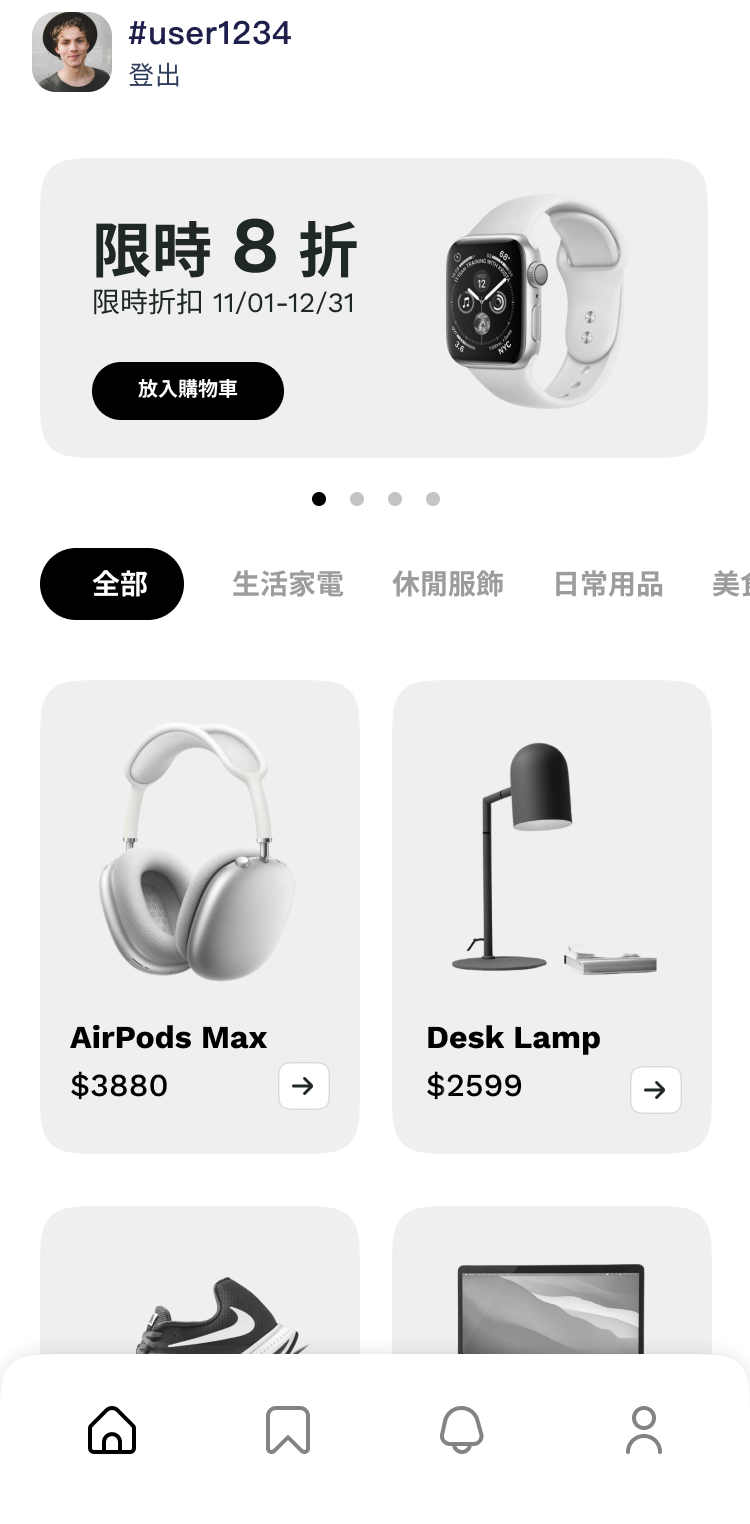 #user1234
登出
限時 8 折
限時折扣 11/01-12/31
放入購物車
全部
生活家電
休閒服飾
日常用品
美
AirPods Max
$3880
Desk Lamp
$2599